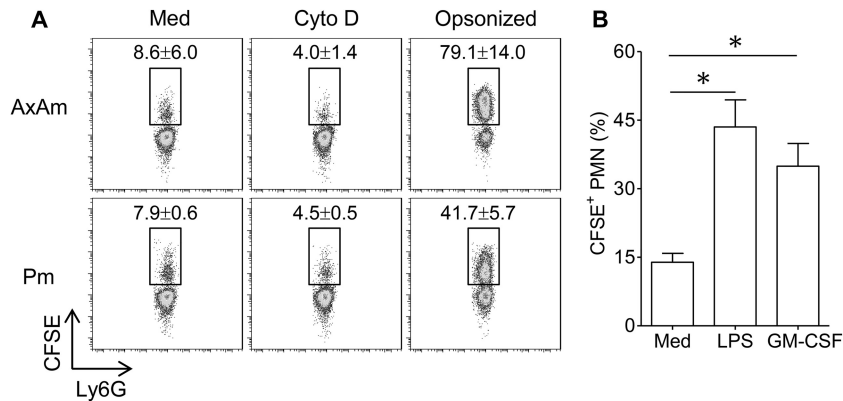 A
Med Cyto D Opsonized
AxAm
8.6±6.0 4.0±1.4 79.1±14.0
Pm
7.9±0.6 4.5±0.5 41.7±5.7
CFSE
Ly6G
B
CFSE⁺ PMN (%)
60
45
30
15
0
* 
*
Med LPS GM-CSF